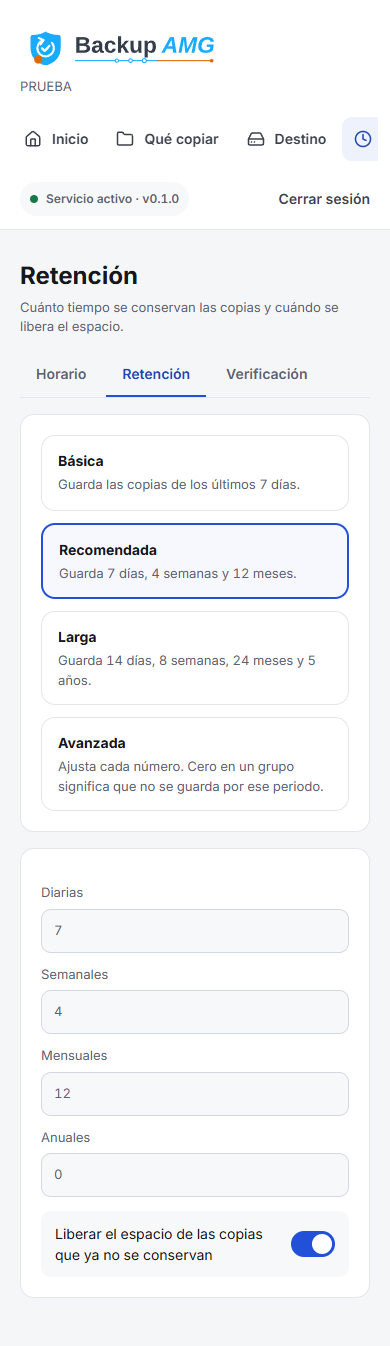 Backup AMG
PRUEBA
Inicio
Qué copiar
Destino
Servicio activo · v0.1.0
Cerrar sesión
Retención
Cuánto tiempo se conservan las copias y cuándo se
libera el espacio.
Horario
Retención
Verificación
Básica
Guarda las copias de los últimos 7 días.
Recomendada
Guarda 7 días, 4 semanas y 12 meses.
Larga
Guarda 14 días, 8 semanas, 24 meses y 5
años.
Avanzada
Ajusta cada número. Cero en un grupo
significa que no se guarda por ese periodo.
Diarias
7
Semanales
4
Mensuales
12
Anuales
0
Liberar el espacio de las copias
que ya no se conservan